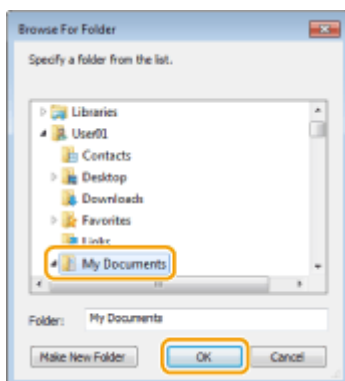 Browse For Folder
Specify a folder from the list.
Libraries
User01
Contacts
Desktop
Downloads
Favorites
Links
My Documents
Folder: My Documents
Make New Folder OK Cancel